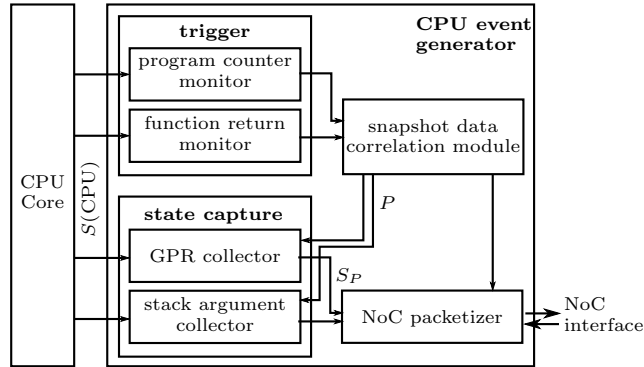 CPU Core
S(CPU)
CPU event
generator
trigger
program counter
monitor
function return
monitor
snapshot data
correlation module
P
state capture
GPR collector
S_P
stack argument
collector
NoC packetizer
NoC
interface